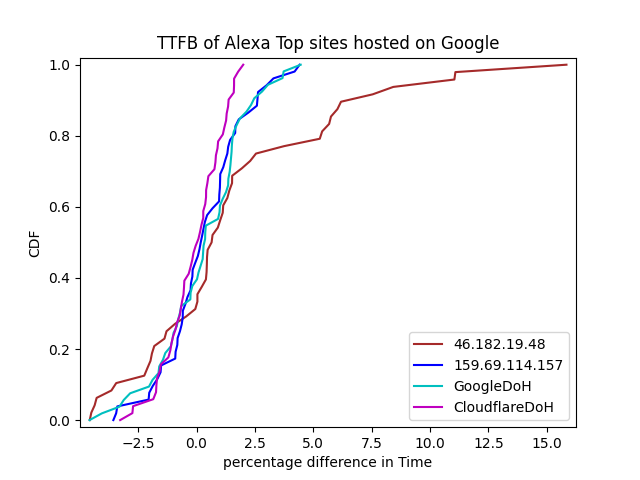 TTFB of Alexa Top sites hosted on Google
CDF
1.0
0.8
0.6
0.4
0.2
0.0
−2.5 0.0 2.5 5.0 7.5 10.0 12.5 15.0
percentage difference in Time
46.182.19.48
159.69.114.157
GoogleDoH
CloudflareDoH